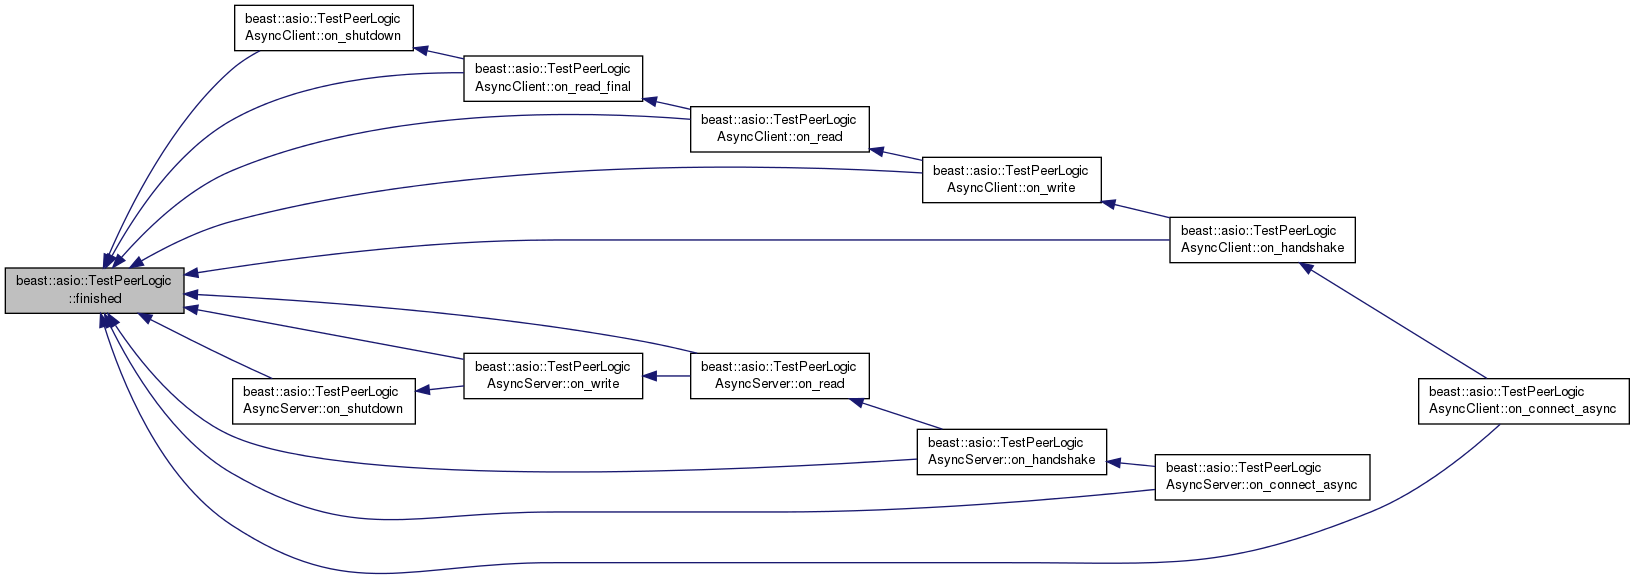 beast::asio::TestPeerLogic
AsyncClient::on_shutdown
beast::asio::TestPeerLogic
AsyncClient::on_read_final
beast::asio::TestPeerLogic
AsyncClient::on_read
beast::asio::TestPeerLogic
AsyncClient::on_write
beast::asio::TestPeerLogic
AsyncClient::on_handshake
beast::asio::TestPeerLogic
::finished
beast::asio::TestPeerLogic
AsyncServer::on_write
beast::asio::TestPeerLogic
AsyncServer::on_read
beast::asio::TestPeerLogic
AsyncServer::on_shutdown
beast::asio::TestPeerLogic
AsyncClient::on_connect_async
beast::asio::TestPeerLogic
AsyncServer::on_handshake
beast::asio::TestPeerLogic
AsyncServer::on_connect_async